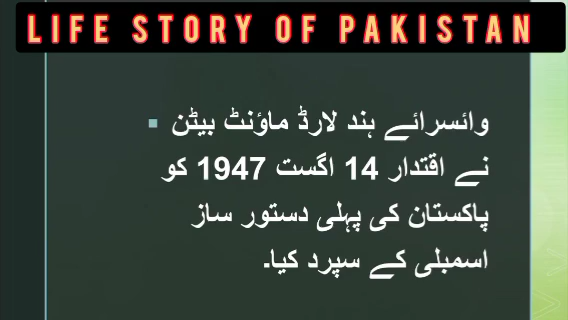 LIFE STORY OF PAKISTAN
▪ وائسرائے ہند لارڈ ماؤنٹ بیٹن
نے اقتدار 14 اگست 1947 کو
پاکستان کی پہلی دستور ساز
اسمبلی کے سپرد کیا۔